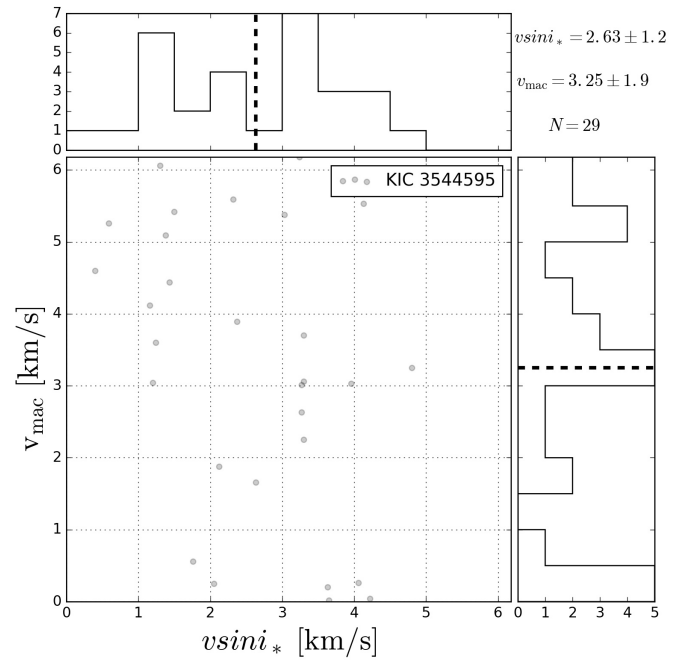 7
6
5
4
3
2
1
0
vsini* = 2.63 ± 1.2
vmac = 3.25 ± 1.9
N = 29
KIC 3544595
6
5
4
3
2
1
0
vmac [km/s]
0 1 2 3 4 5 6
0 1 2 3 4 5
vsini* [km/s]